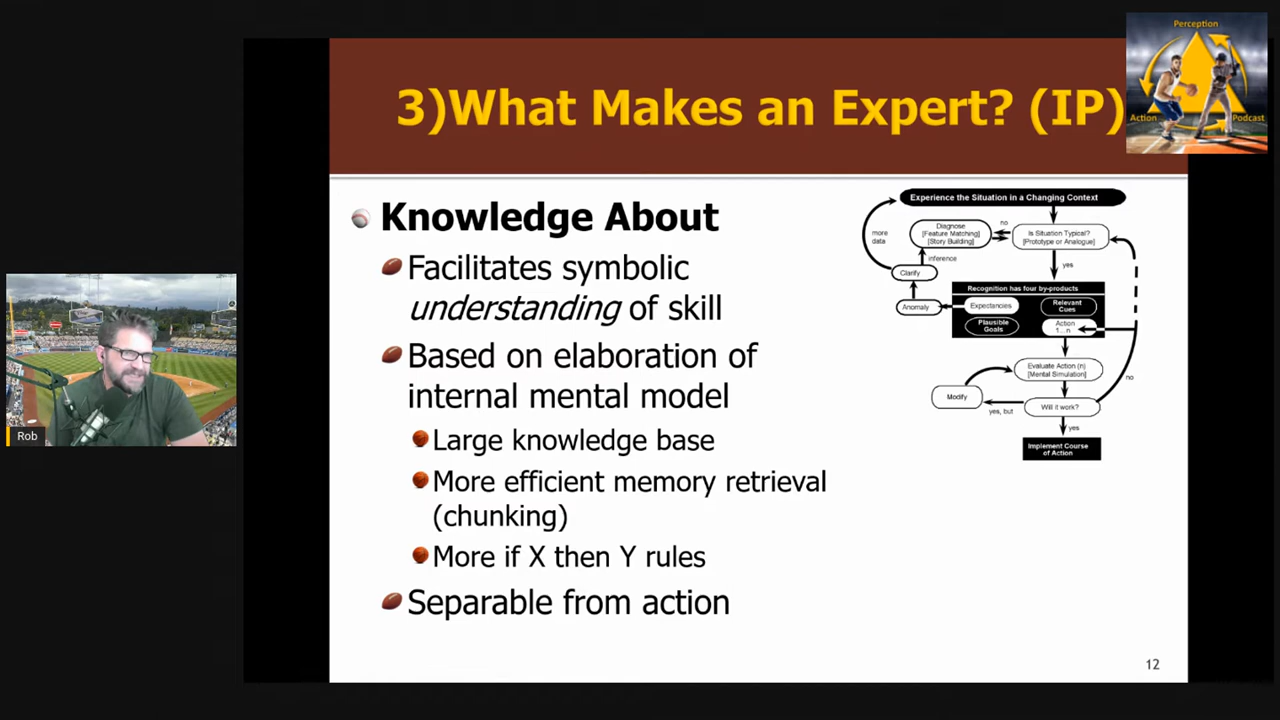 3)What Makes an Expert? (IP)
Perception
Action
Podcast
Knowledge About
Facilitates symbolic
understanding of skill
Based on elaboration of
internal mental model
Large knowledge base
More efficient memory retrieval
(chunking)
More if X then Y rules
Separable from action
Experience the Situation in a Changing Context
more
data
Diagnose
[Feature Matching]
[Story Building]
no
Is Situation Typical?
[Prototype or Analogue]
inference
yes
Clarify
Recognition has four by-products
Anomaly
Expectancies
Relevant
Cues
Plausible
Goals
Action
1...n
Evaluate Action (n)
[Mental Simulation]
no
Modify
yes, but
Will it work?
yes
Implement Course
of Action
Rob
12